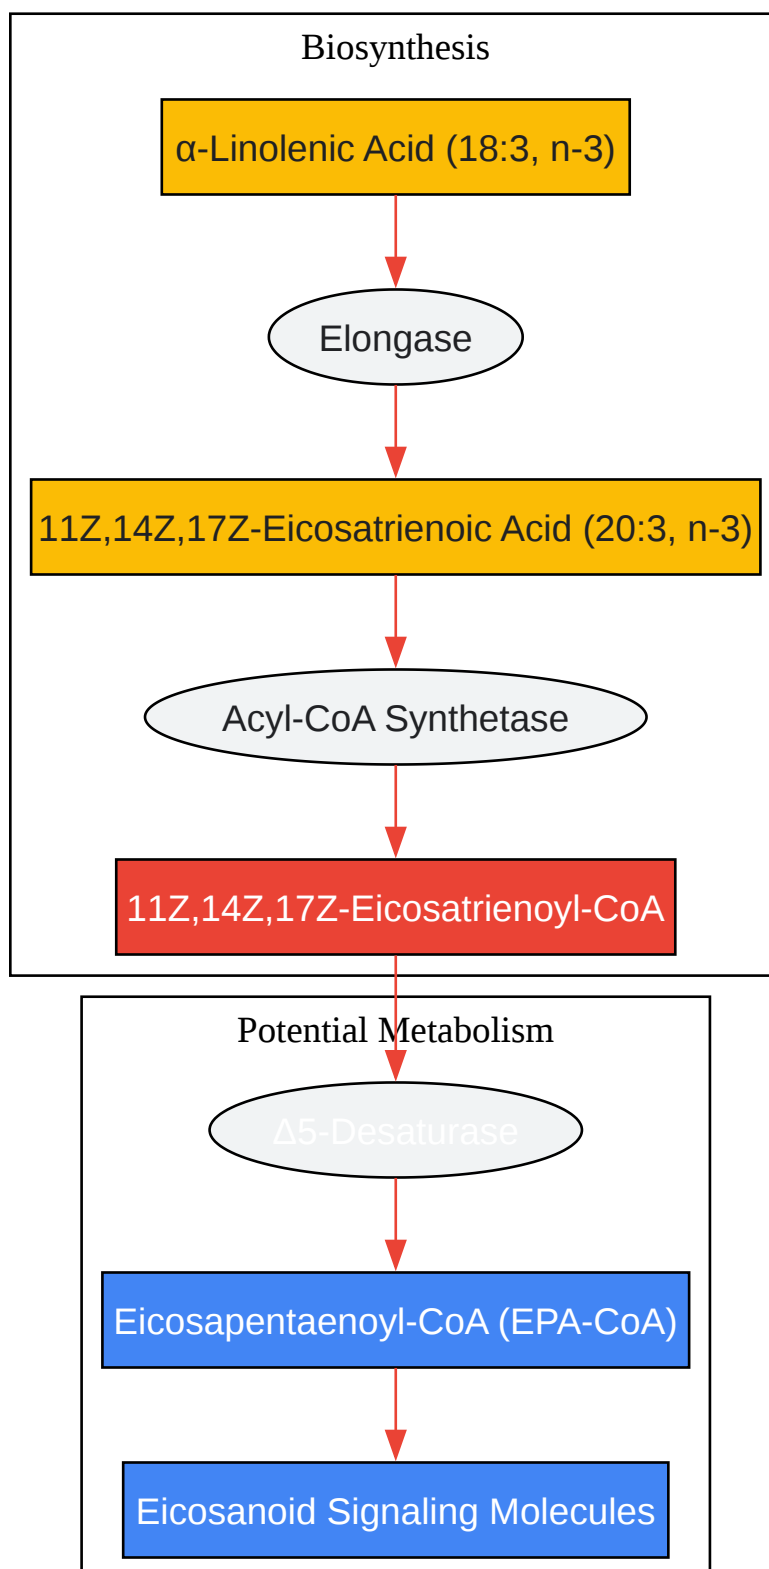 Biosynthesis
α-Linolenic Acid (18:3, n-3)
Elongase
11Z,14Z,17Z-Eicosatrienoic Acid (20:3, n-3)
Acyl-CoA Synthetase
11Z,14Z,17Z-Eicosatrienoyl-CoA
Potential Metabolism
Δ5-Desaturase
Eicosapentaenoyl-CoA (EPA-CoA)
Eicosanoid Signaling Molecules